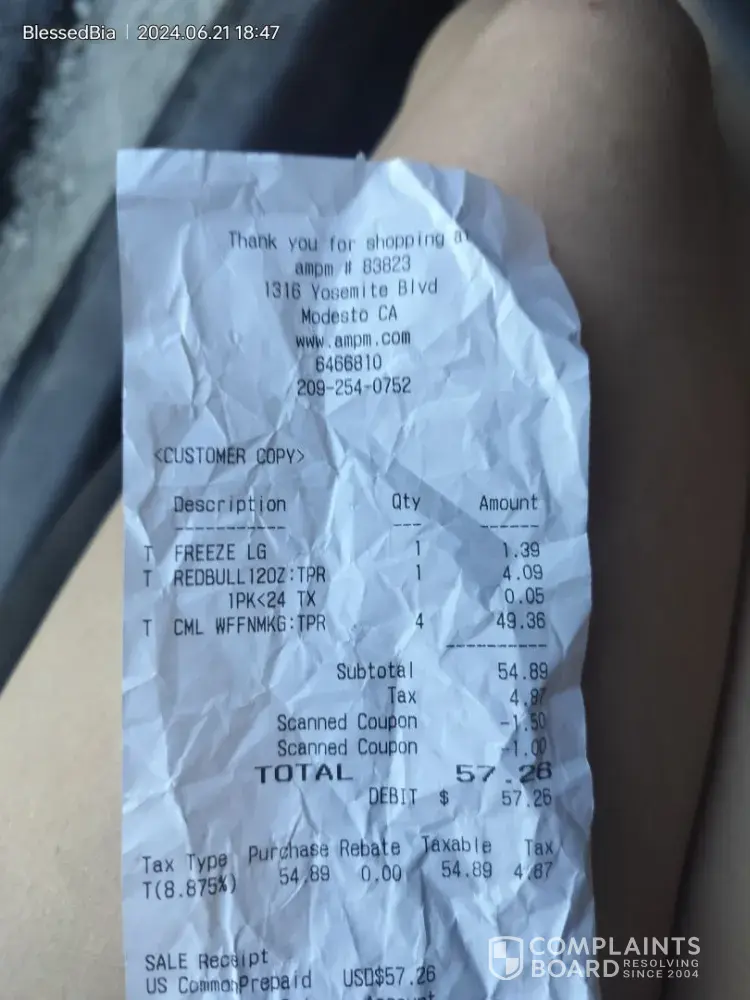 BlessedBia | 2024.06.21 18:47
Thank you for shopping at
ampm # 83823
1316 Yosemite Blvd
Modesto CA
www.ampm.com
6466810
209-254-0752
<CUSTOMER COPY>
Description Qty Amount
T FREEZE LG 1 1.39
T REDBULL12OZ:TPR 1 4.09
1PK<24 TX 0.05
T CML WFFNMKG:TPR 4 49.36
Subtotal 54.89
Tax 4.87
Scanned Coupon -1.50
Scanned Coupon -1.00
TOTAL 57.26
DEBIT $ 57.26
Tax Type Purchase Rebate Taxable Tax
T(8.875%) 54.89 0.00 54.89 4.87
SALE Receipt
US CommonPrepaid USD$57.26
Account
COMPLAINTS
BOARD RESOLVING SINCE 2004